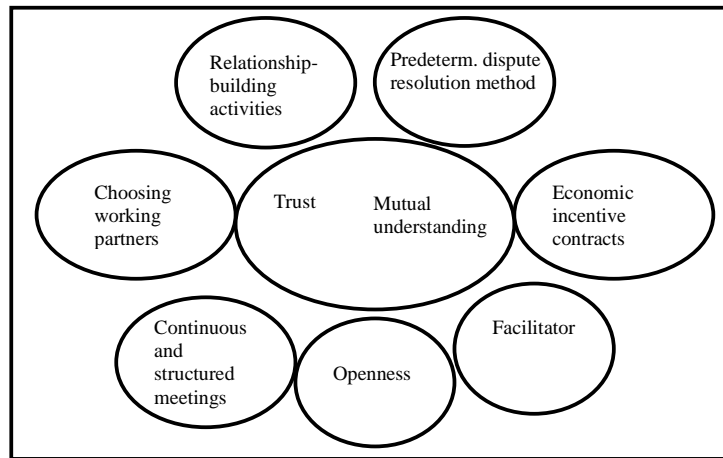 Relationship-
building
activities
Predeterm. dispute
resolution method
Choosing
working
partners
Trust
Mutual
understanding
Economic
incentive
contracts
Continuous
and
structured
meetings
Openness
Facilitator